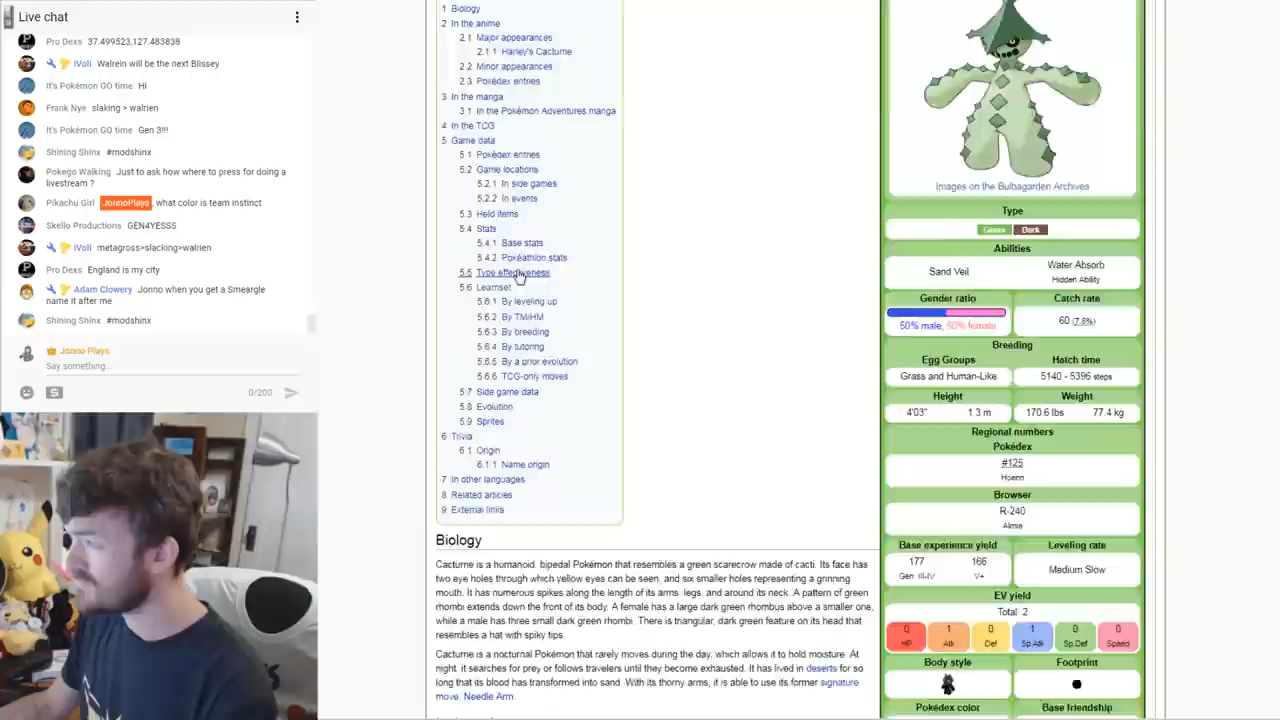 Live chat
Pro Dexs 37.499523,127.483838
iVoli Walrein will be the next Blissey
It's Pokémon GO time Hi
Frank Nye slaking > walrien
It's Pokémon GO time Gen 3!!!
Shining Shinx #modshinx
Pokego Walking Just to ask how where to press for doing a
livestream ?
Pikachu Girl JonnoPlays what color is team instinct
Skello Productions GEN4YESSS
iVoli metagross>slacking>walrien
Pro Dexs England is my city
Adam Clowery Jonno when you get a Smeargle
name it after me
Shining Shinx #modshinx
Jonno Plays
Say something...
0/200
1 Biology
2 In the anime
2.1 Major appearances
2.1.1 Harley's Cacturne
2.2 Minor appearances
2.3 Pokédex entries
3 In the manga
3.1 In the Pokémon Adventures manga
4 In the TCG
5 Game data
5.1 Pokédex entries
5.2 Game locations
5.2.1 In side games
5.2.2 In events
5.3 Held items
5.4 Stats
5.4.1 Base stats
5.4.2 Pokéathlon stats
5.5 Type effectiveness
5.6 Learnset
5.6.1 By leveling up
5.6.2 By TM/HM
5.6.3 By breeding
5.6.4 By tutoring
5.6.5 By a prior evolution
5.6.6 TCG-only moves
5.7 Side game data
5.8 Evolution
5.9 Sprites
6 Trivia
6.1 Origin
6.1.1 Name origin
7 In other languages
8 Related articles
9 External links
Biology
Cacturne is a humanoid, bipedal Pokémon that resembles a green scarecrow made of cacti. Its face has
two eye holes through which yellow eyes can be seen, and six smaller holes representing a grinning
mouth. It has numerous spikes along the length of its arms, legs, and around its neck. A pattern of green
rhombi extends down the front of its body. A female has a large dark green rhombus above a smaller one,
while a male has three small dark green rhombi. There is triangular, dark green feature on its head that
resembles a hat with spiky tips.
Cacturne is a nocturnal Pokémon that rarely moves during the day, which allows it to hold moisture. At
night, it searches for prey or follows travelers until they become exhausted. It has lived in deserts for so
long that its blood has transformed into sand. With its thorny arms, it is able to use its former signature
move, Needle Arm.
Images on the Bulbagarden Archives
Type
Grass Dark
Abilities
Sand Veil
Water Absorb
Hidden Ability
Gender ratio
50% male, 50% female
Catch rate
60 (7.8%)
Breeding
Egg Groups
Grass and Human-Like
Hatch time
5140 - 5396 steps
Height
4'03" 1.3 m
Weight
170.6 lbs 77.4 kg
Regional numbers
Pokédex
#125
Hoenn
Browser
R-240
Almia
Base experience yield
177 166
Gen. III-IV V+
Leveling rate
Medium Slow
EV yield
Total: 2
0 1 0 1 0 0
HP Atk Def Sp.Atk Sp.Def Speed
Body style
Footprint
Pokédex color
Base friendship